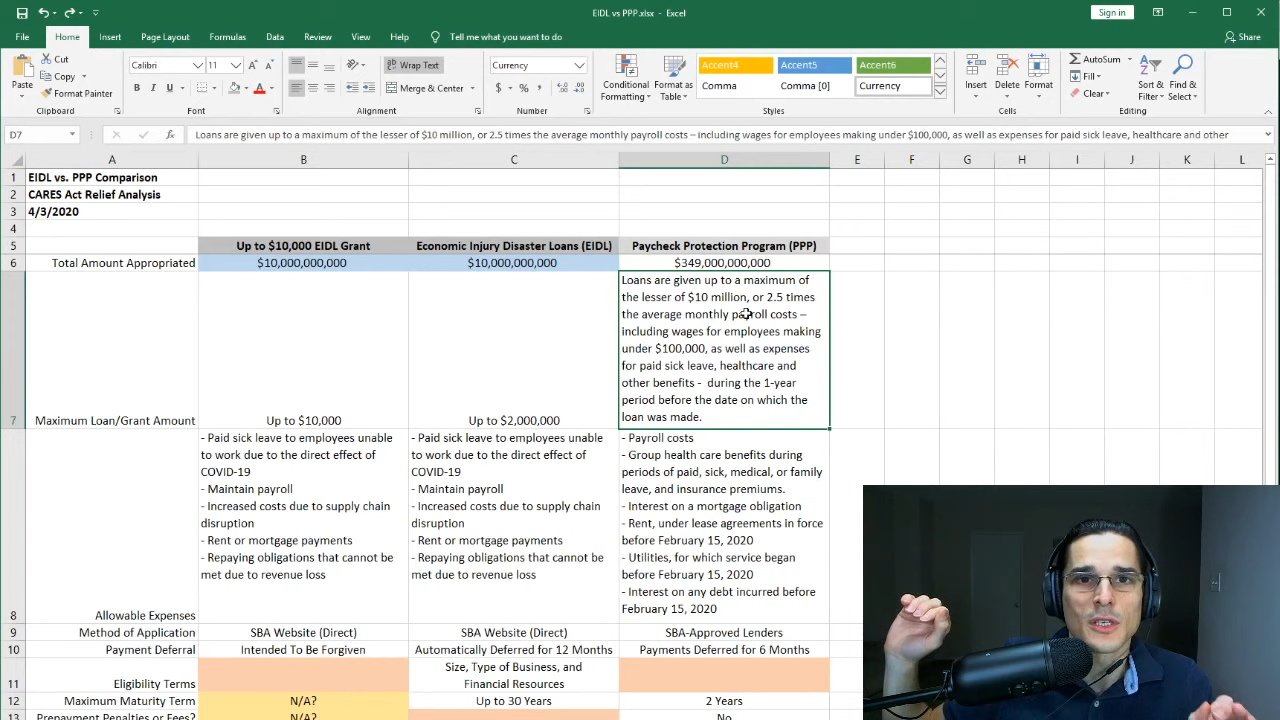 EIDL vs PPP.xlsx - Excel
Sign in
File Home Insert Page Layout Formulas Data Review View Help Tell me what you want to do Share
Paste Cut Copy Format Painter Clipboard
Calibri 11 Font
Wrap Text Merge & Center Alignment
Currency Number
Conditional Formatting Format as Table
Accent4 Accent5 Accent6
Comma Comma [0] Currency
Styles
Insert Delete Format Cells
AutoSum Fill Clear Sort & Filter Find & Select Editing
D7 fx Loans are given up to a maximum of the lesser of $10 million, or 2.5 times the average monthly payroll costs – including wages for employees making under $100,000, as well as expenses for paid sick leave, healthcare and other
A B C D E F G H I J K L
1 EIDL vs. PPP Comparison
2 CARES Act Relief Analysis
3 4/3/2020
4
5 Up to $10,000 EIDL Grant Economic Injury Disaster Loans (EIDL) Paycheck Protection Program (PPP)
6 Total Amount Appropriated $10,000,000,000 $10,000,000,000 $349,000,000,000
Loans are given up to a maximum of
the lesser of $10 million, or 2.5 times
the average monthly payroll costs –
including wages for employees making
under $100,000, as well as expenses
for paid sick leave, healthcare and
other benefits - during the 1-year
period before the date on which the
loan was made.
7 Maximum Loan/Grant Amount Up to $10,000 Up to $2,000,000
- Paid sick leave to employees unable
to work due to the direct effect of
COVID-19
- Maintain payroll
- Increased costs due to supply chain
disruption
- Rent or mortgage payments
- Repaying obligations that cannot be
met due to revenue loss
- Paid sick leave to employees unable
to work due to the direct effect of
COVID-19
- Maintain payroll
- Increased costs due to supply chain
disruption
- Rent or mortgage payments
- Repaying obligations that cannot be
met due to revenue loss
- Payroll costs
- Group health care benefits during
periods of paid, sick, medical, or family
leave, and insurance premiums.
- Interest on a mortgage obligation
- Rent, under lease agreements in force
before February 15, 2020
- Utilities, for which service began
before February 15, 2020
- Interest on any debt incurred before
February 15, 2020
8 Allowable Expenses
9 Method of Application SBA Website (Direct) SBA Website (Direct) SBA-Approved Lenders
10 Payment Deferral Intended To Be Forgiven Automatically Deferred for 12 Months Payments Deferred for 6 Months
Size, Type of Business, and
11 Eligibility Terms Financial Resources
12 Maximum Maturity Term N/A? Up to 30 Years 2 Years
13 Prepayment Penalties or Fees? N/A? No